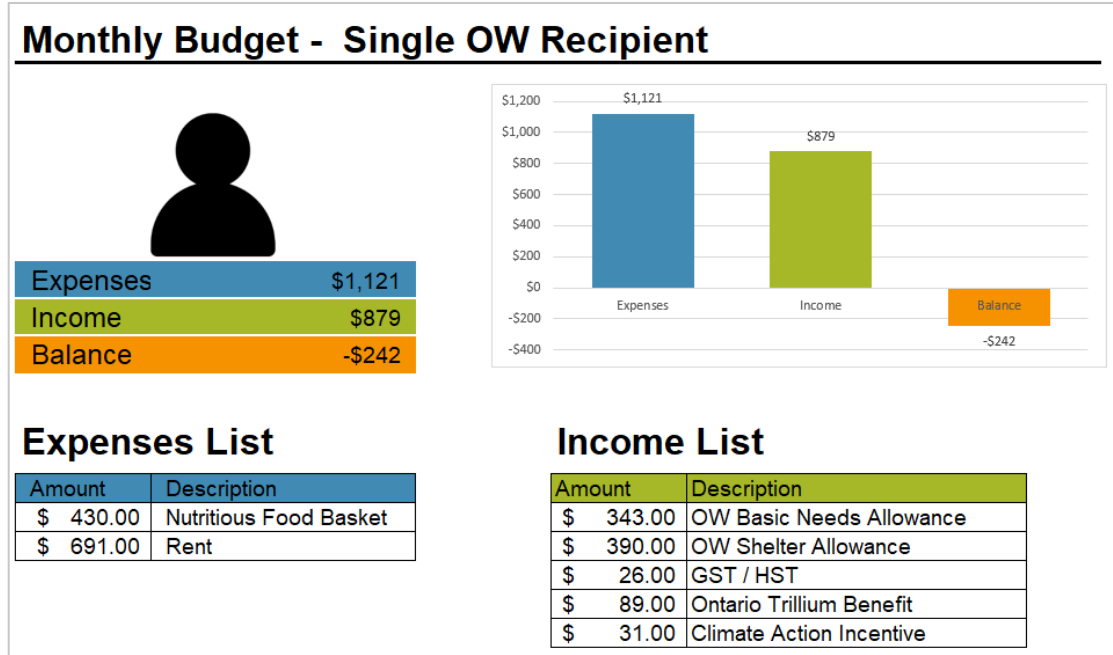 Monthly Budget -  Single OW Recipient
$1,200
$1,000
$800
$600
$400
$200
$0
-$200
-$400
$1,121
$879
-$242
Expenses
Income
Balance
Expenses $1,121
Income $879
Balance -$242
Expenses List
Amount Description
$ 430.00 Nutritious Food Basket
$ 691.00 Rent
Income List
Amount Description
$ 343.00 OW Basic Needs Allowance
$ 390.00 OW Shelter Allowance
$ 26.00 GST / HST
$ 89.00 Ontario Trillium Benefit
$ 31.00 Climate Action Incentive